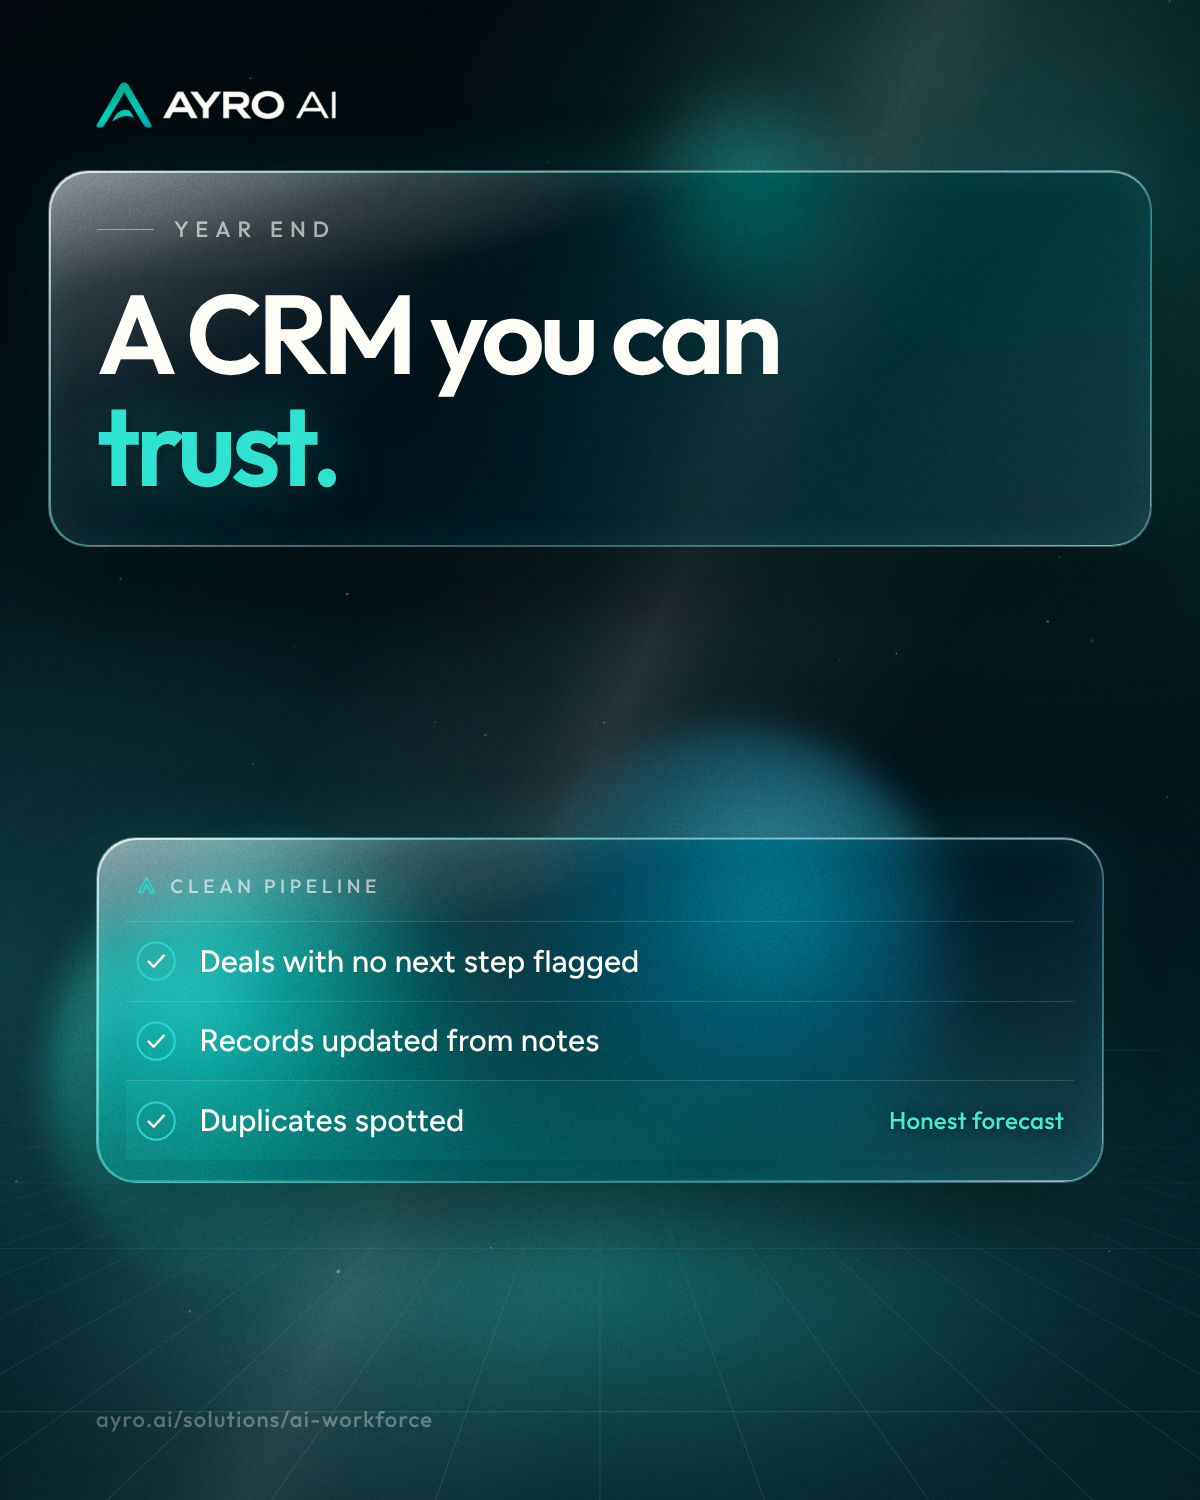 AYRO AI
YEAR END
A CRM you can
trust.
CLEAN PIPELINE
Deals with no next step flagged
Records updated from notes
Duplicates spotted
Honest forecast
ayro.ai/solutions/ai-workforce